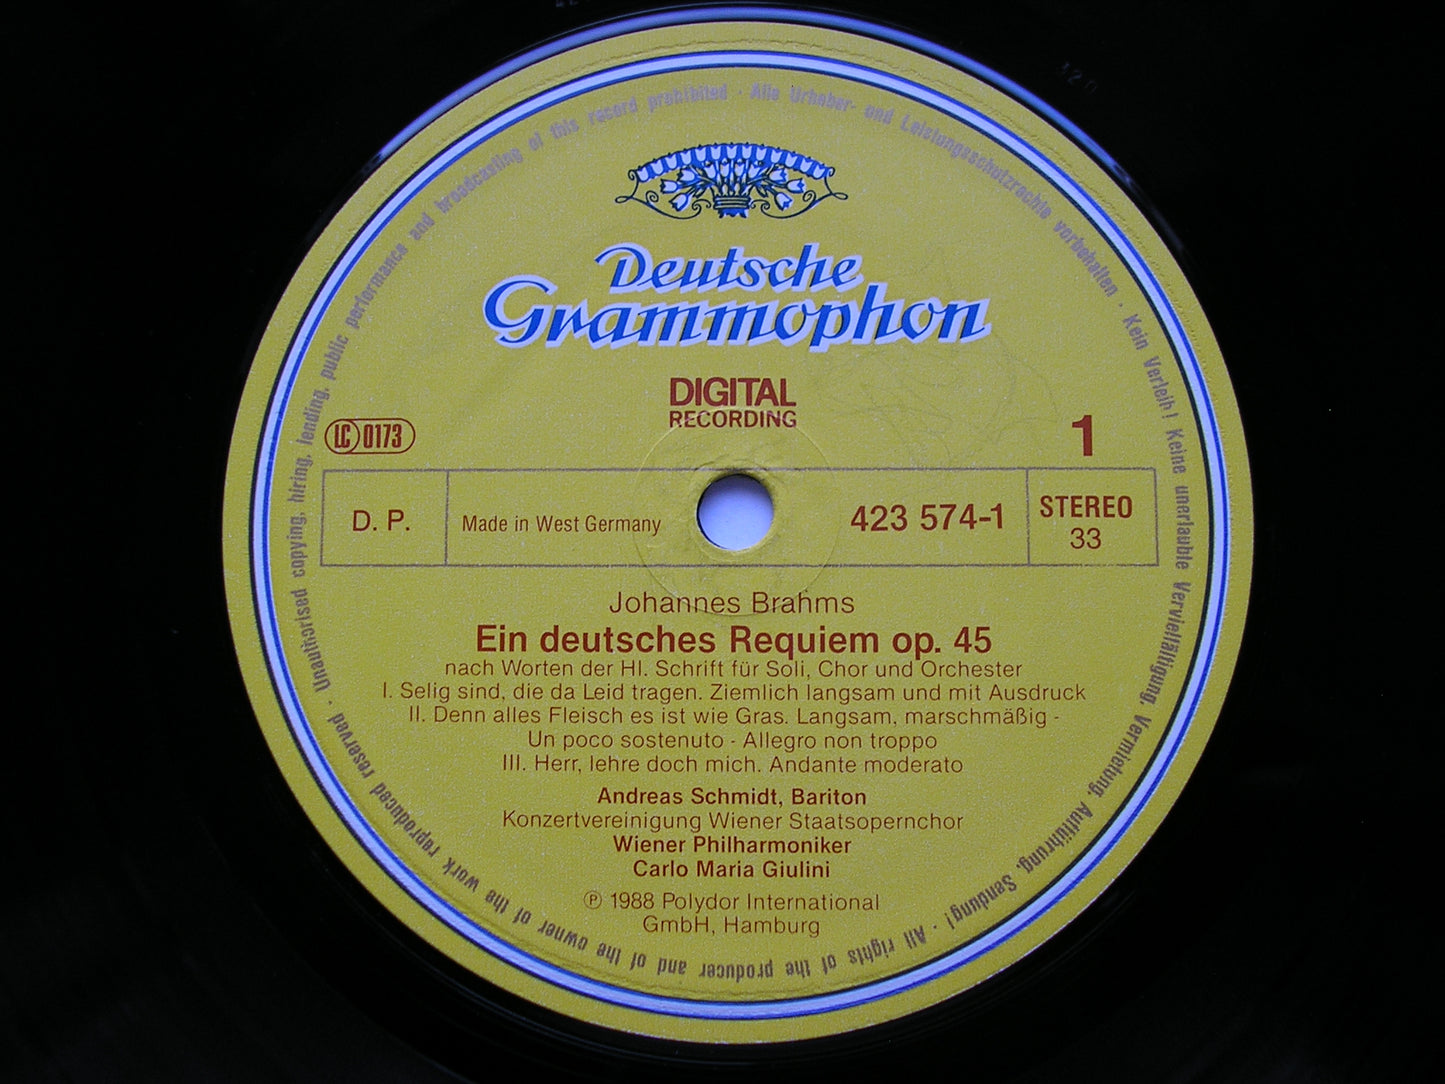 Deutsche
Grammophon
DIGITAL
RECORDING
LC 0173
1
D. P.
Made in West Germany
423 574-1
STEREO
33
Johannes Brahms
Ein deutsches Requiem op. 45
nach Worten der Hl. Schrift für Soli, Chor und Orchester
I. Selig sind, die da Leid tragen. Ziemlich langsam und mit Ausdruck
II. Denn alles Fleisch es ist wie Gras. Langsam, marschmäßig -
Un poco sostenuto - Allegro non troppo
III. Herr, lehre doch mich. Andante moderato
Andreas Schmidt, Bariton
Konzertvereinigung Wiener Staatsopernchor
Wiener Philharmoniker
Carlo Maria Giulini
℗ 1988 Polydor International
GmbH, Hamburg
Alle Urheber- und Leistungsschutzrechte vorbehalten · Kein Verleih! Keine unerlaubte Vervielfältigung, Vermietung, Aufführung, Sendung! · All rights of the producer and of the owner of the work reproduced reserved · Unauthorised copying, hiring, lending, public performance and broadcasting of this record prohibited ·